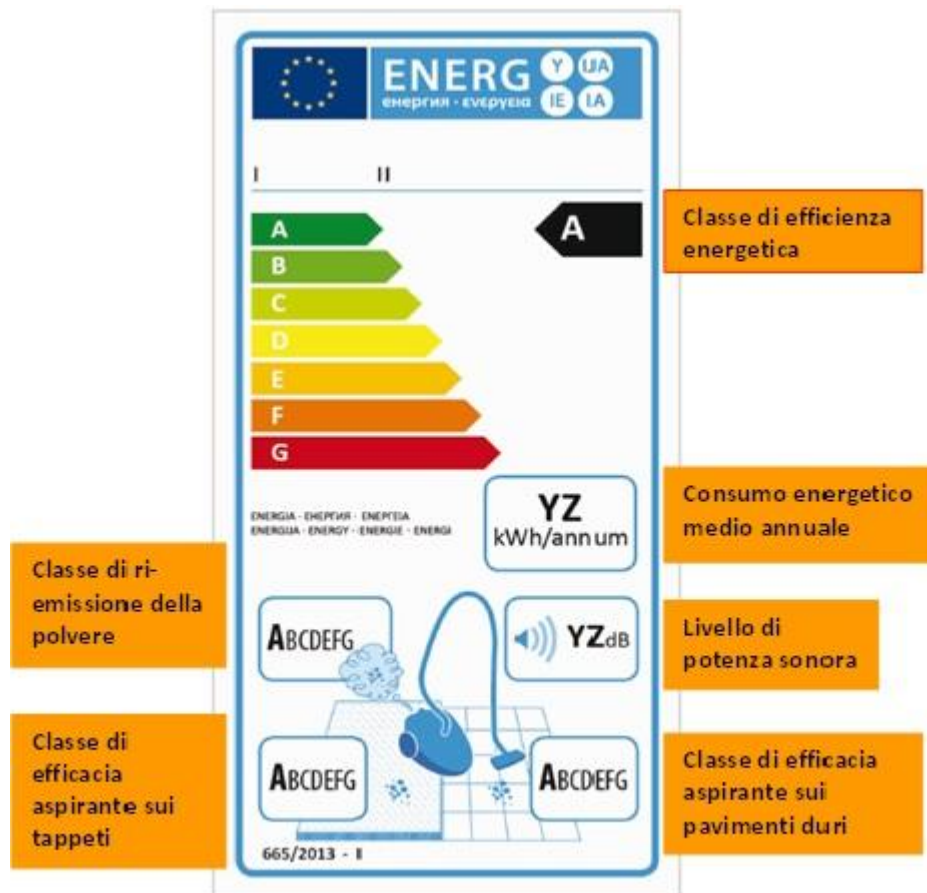 ENERG Y IJA
енергия · ενεργεια IE IA
I II
A A
B
C
D
E
F
G
Classe di efficienza
energetica
ENERGIA · ЕНЕРГИЯ · ΕΝΕΡΓΕΙΑ
ENERGIJA · ENERGY · ENERGIE · ENERGI
YZ
kWh/annum
Consumo energetico
medio annuale
Classe di ri-
emissione della
polvere
ABCDEFG
YZdB
Livello di
potenza sonora
Classe di
efficacia
aspirante sui
tappeti
ABCDEFG
ABCDEFG
Classe di efficacia
aspirante sui
pavimenti duri
665/2013 - I